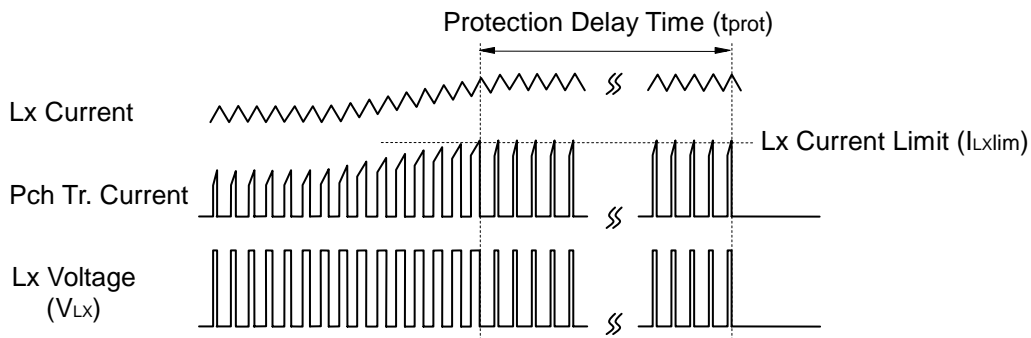 Protection Delay Time (tprot)
Lx Current
Lx Current Limit (ILXlim)
Pch Tr. Current
Lx Voltage
(VLX)